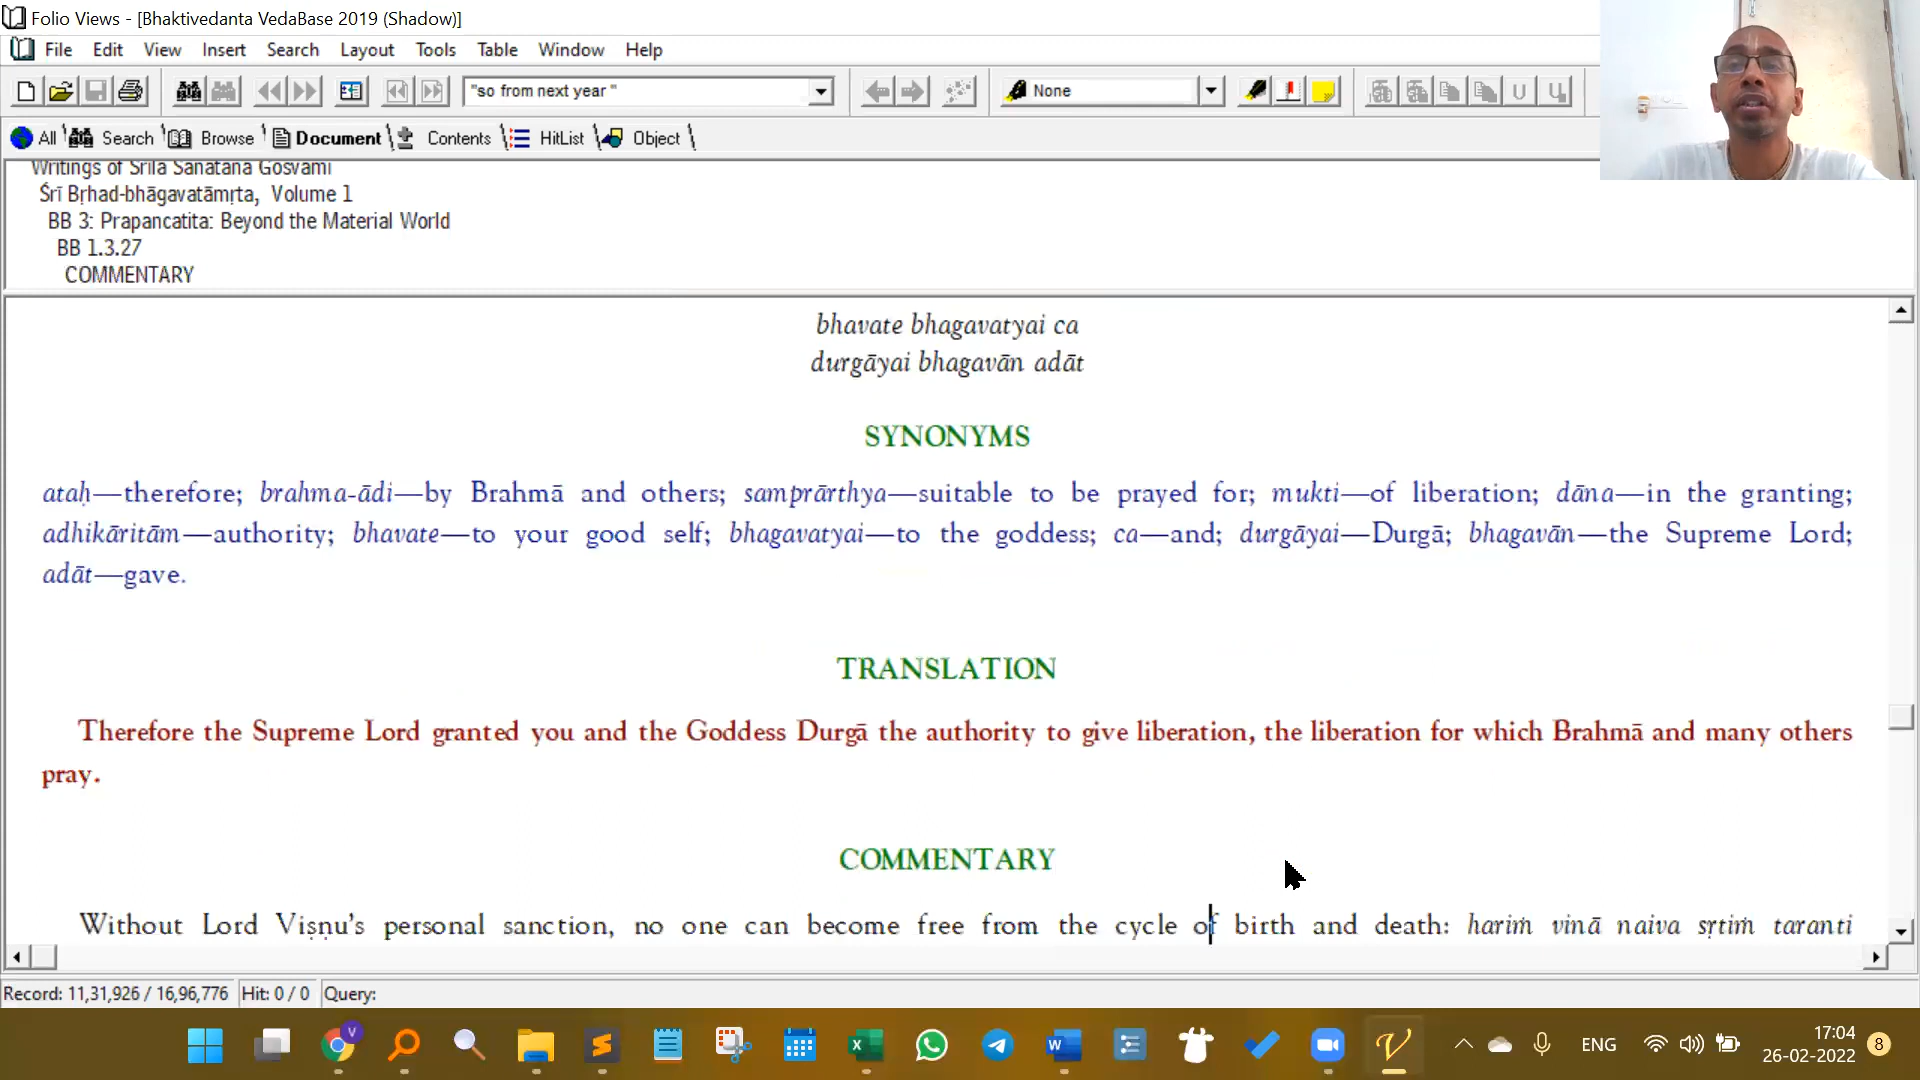 Folio Views - [Bhaktivedanta VedaBase 2019 (Shadow)]
File Edit View Insert Search Layout Tools Table Window Help
"so from next year " None
All Search Browse Document Contents HitList Object
Writings of Srila Sanatana Gosvami
Śrī Bṛhad-bhāgavatāmṛta, Volume 1
BB 3: Prapancatita: Beyond the Material World
BB 1.3.27
COMMENTARY
bhavate bhagavatyai ca
durgāyai bhagavān adāt
SYNONYMS
ataḥ—therefore; brahma-ādi—by Brahmā and others; samprārthya—suitable to be prayed for; mukti—of liberation; dāna—in the granting;
adhikāritām—authority; bhavate—to your good self; bhagavatyai—to the goddess; ca—and; durgāyai—Durgā; bhagavān—the Supreme Lord;
adāt—gave.
TRANSLATION
Therefore the Supreme Lord granted you and the Goddess Durgā the authority to give liberation, the liberation for which Brahmā and many others
pray.
COMMENTARY
Without Lord Viṣṇu's personal sanction, no one can become free from the cycle of birth and death: hariṁ vinā naiva sṛtiṁ taranti
Record: 11,31,926 / 16,96,776 Hit: 0 / 0 Query:
V
ENG
17:04
26-02-2022
8